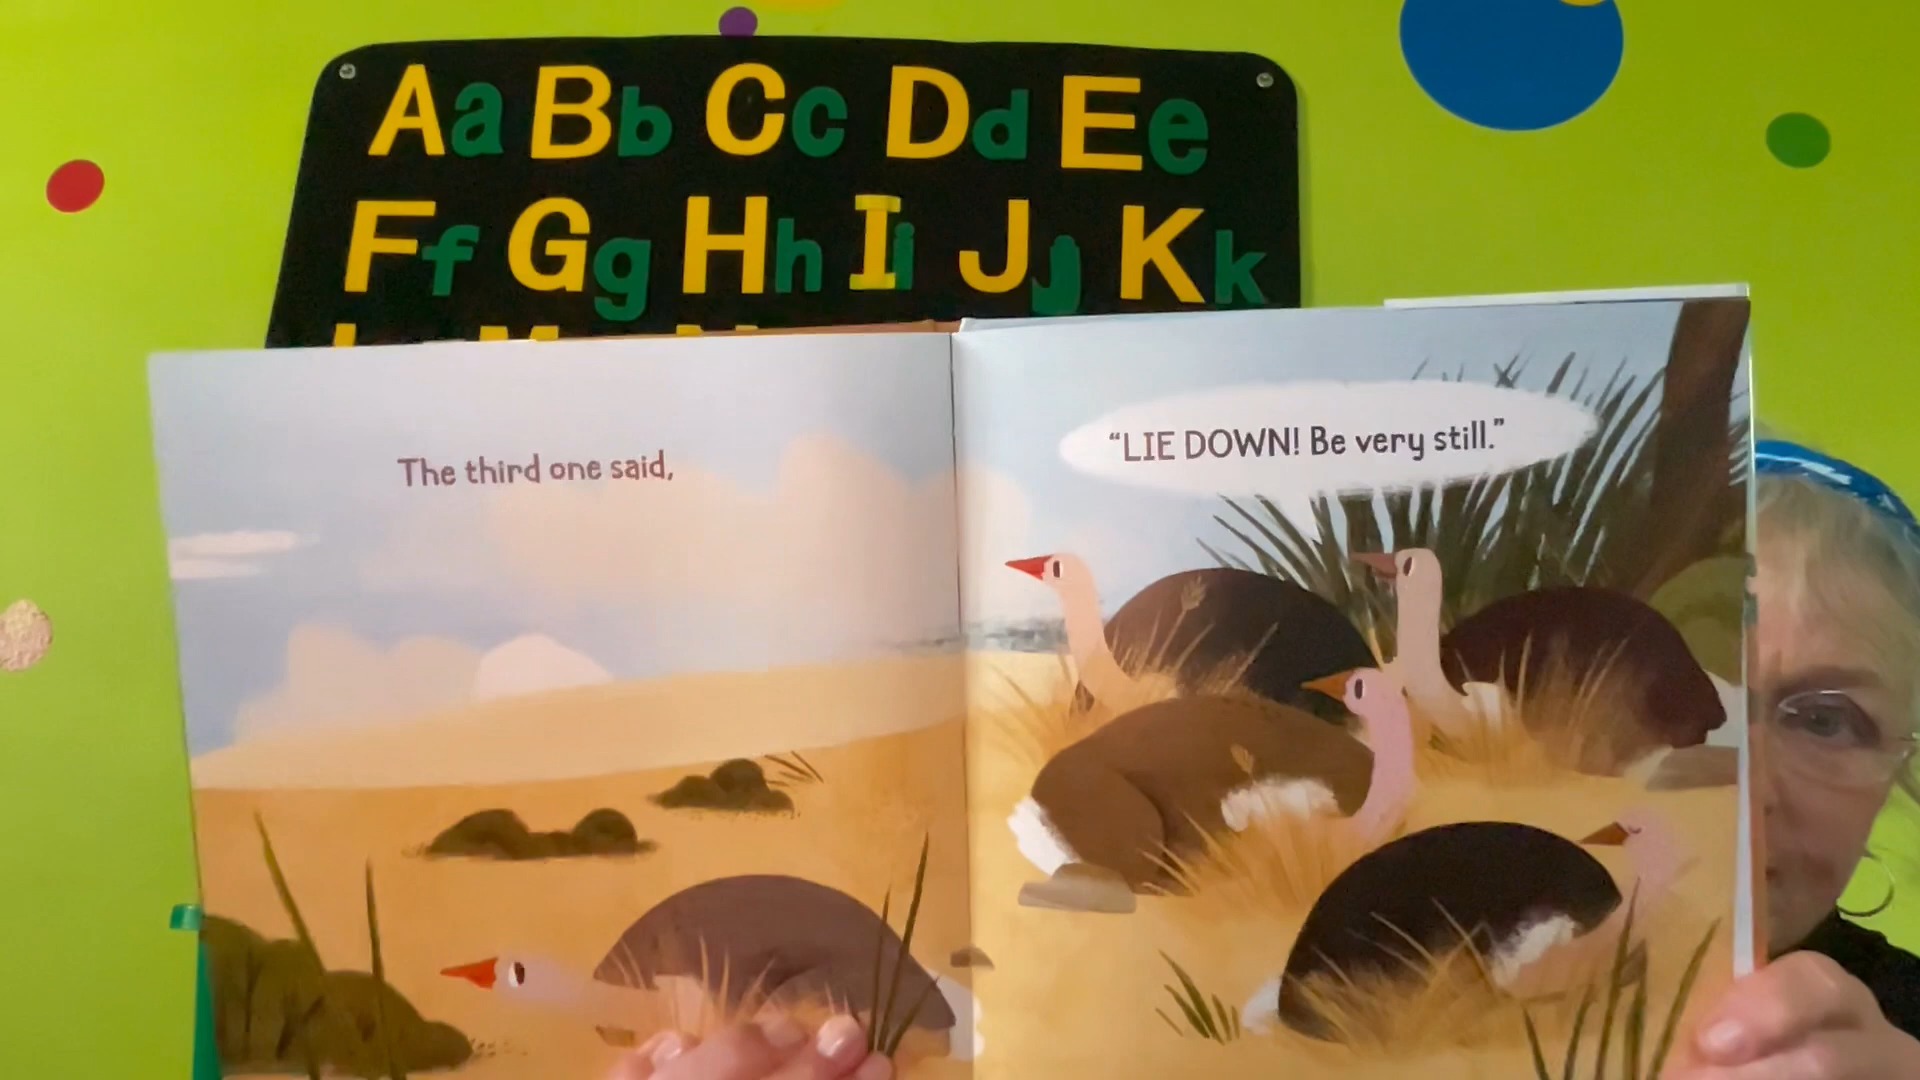 Aa Bb Cc Dd Ee
Ff Gg Hh Ii Jj Kk
The third one said,
“LIE DOWN! Be very still.”